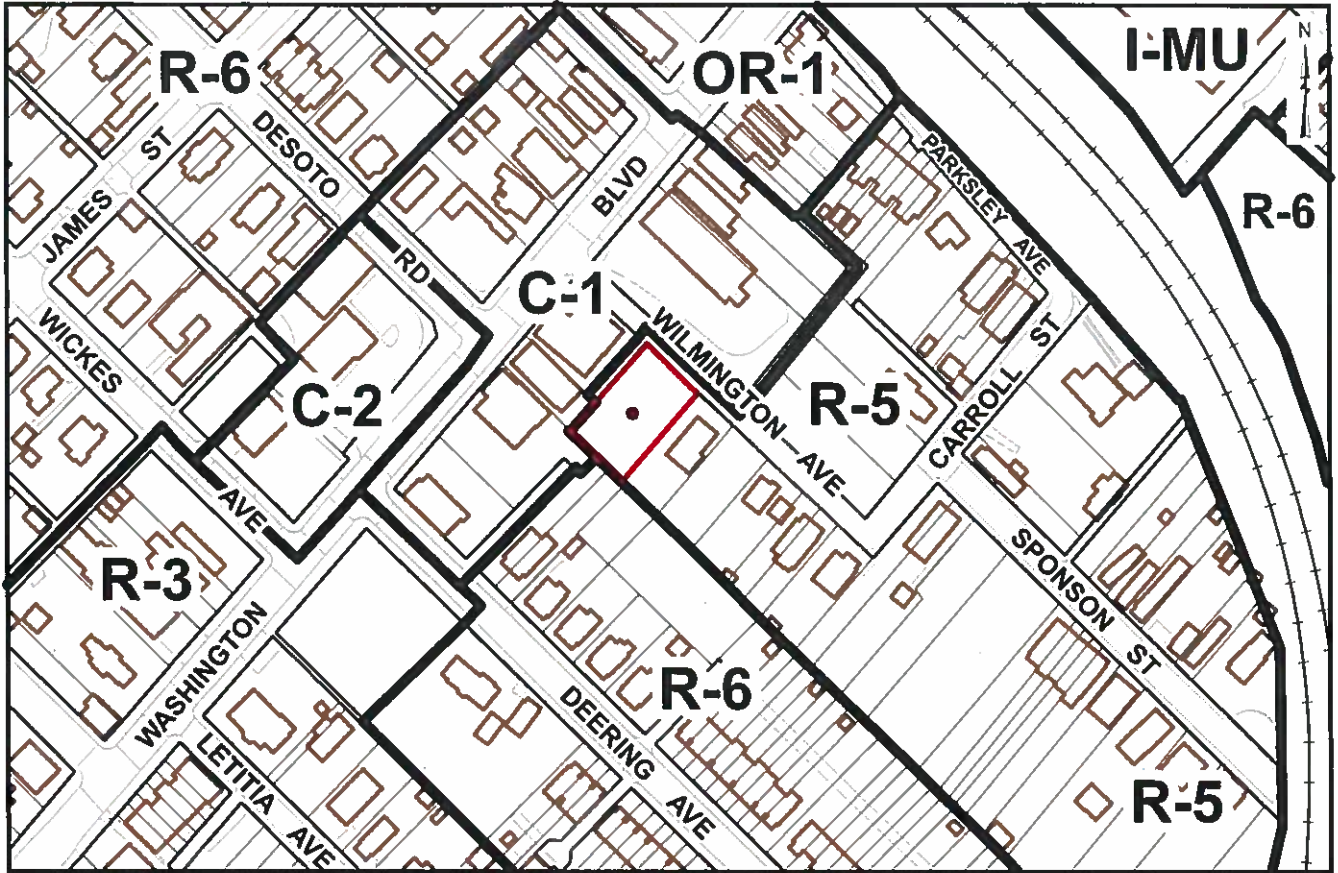 I-MU
N
OR-1
R-6
DESOTO
ST
PARKSLEY AVE
BLVD
JAMES
R-6
RD
C-1
WICKES
WILMINGTON AVE
ST
C-2
R-5
CARROLL
AVE
SPONSON ST
R-3
WASHINGTON
R-6
DEERING AVE
LETITIA AVE
R-5